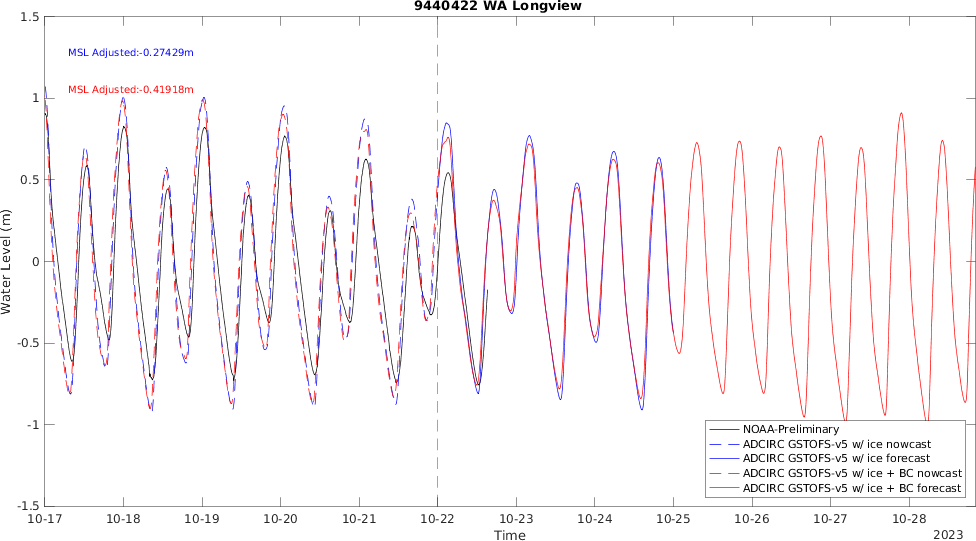 9440422 WA Longview
MSL Adjusted:-0.27429m
MSL Adjusted:-0.41918m
Water Level (m)
1.5
1
0.5
0
-0.5
-1
-1.5
NOAA-Preliminary
ADCIRC GSTOFS-v5 w/ ice nowcast
ADCIRC GSTOFS-v5 w/ ice forecast
ADCIRC GSTOFS-v5 w/ ice + BC nowcast
ADCIRC GSTOFS-v5 w/ ice + BC forecast
10-17 10-18 10-19 10-20 10-21 10-22 10-23 10-24 10-25 10-26 10-27 10-28
Time
2023